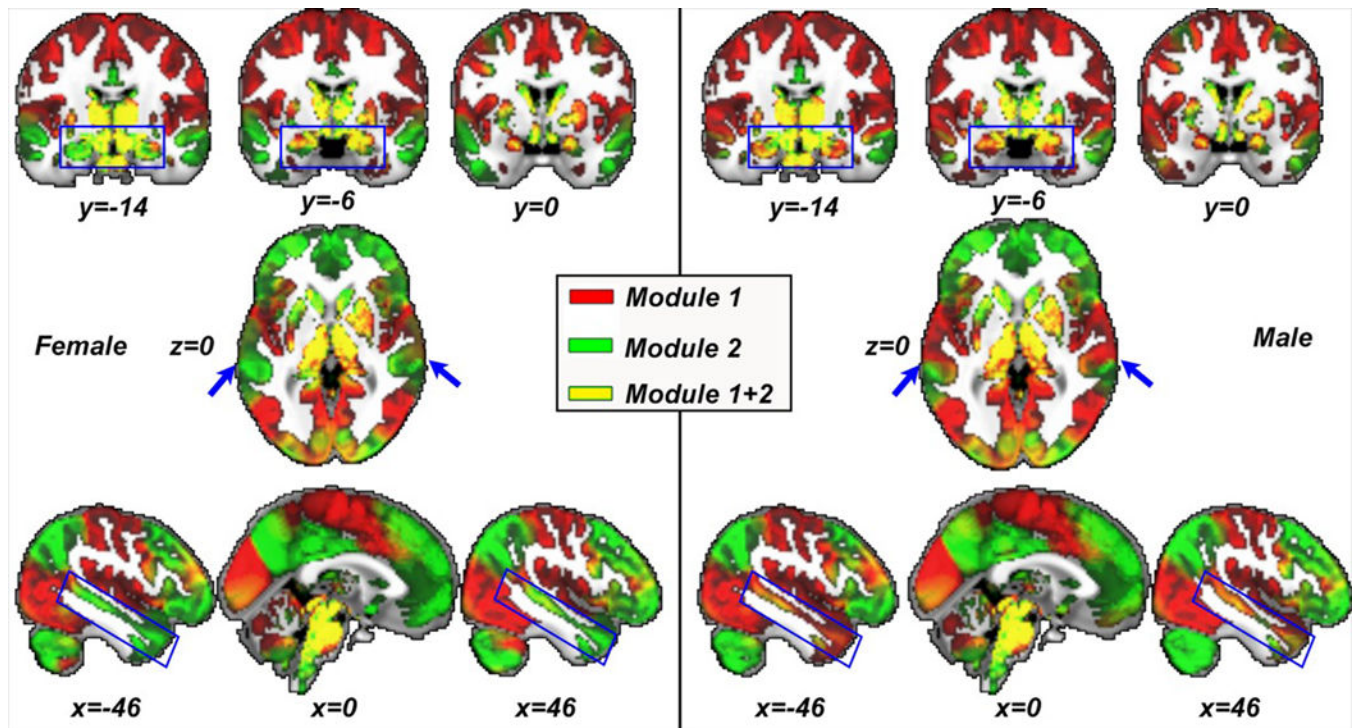 y=-14
y=-6
y=0
y=-14
y=-6
y=0
Female
z=0
Module 1
Module 2
Module 1+2
z=0
Male
x=-46
x=0
x=46
x=-46
x=0
x=46